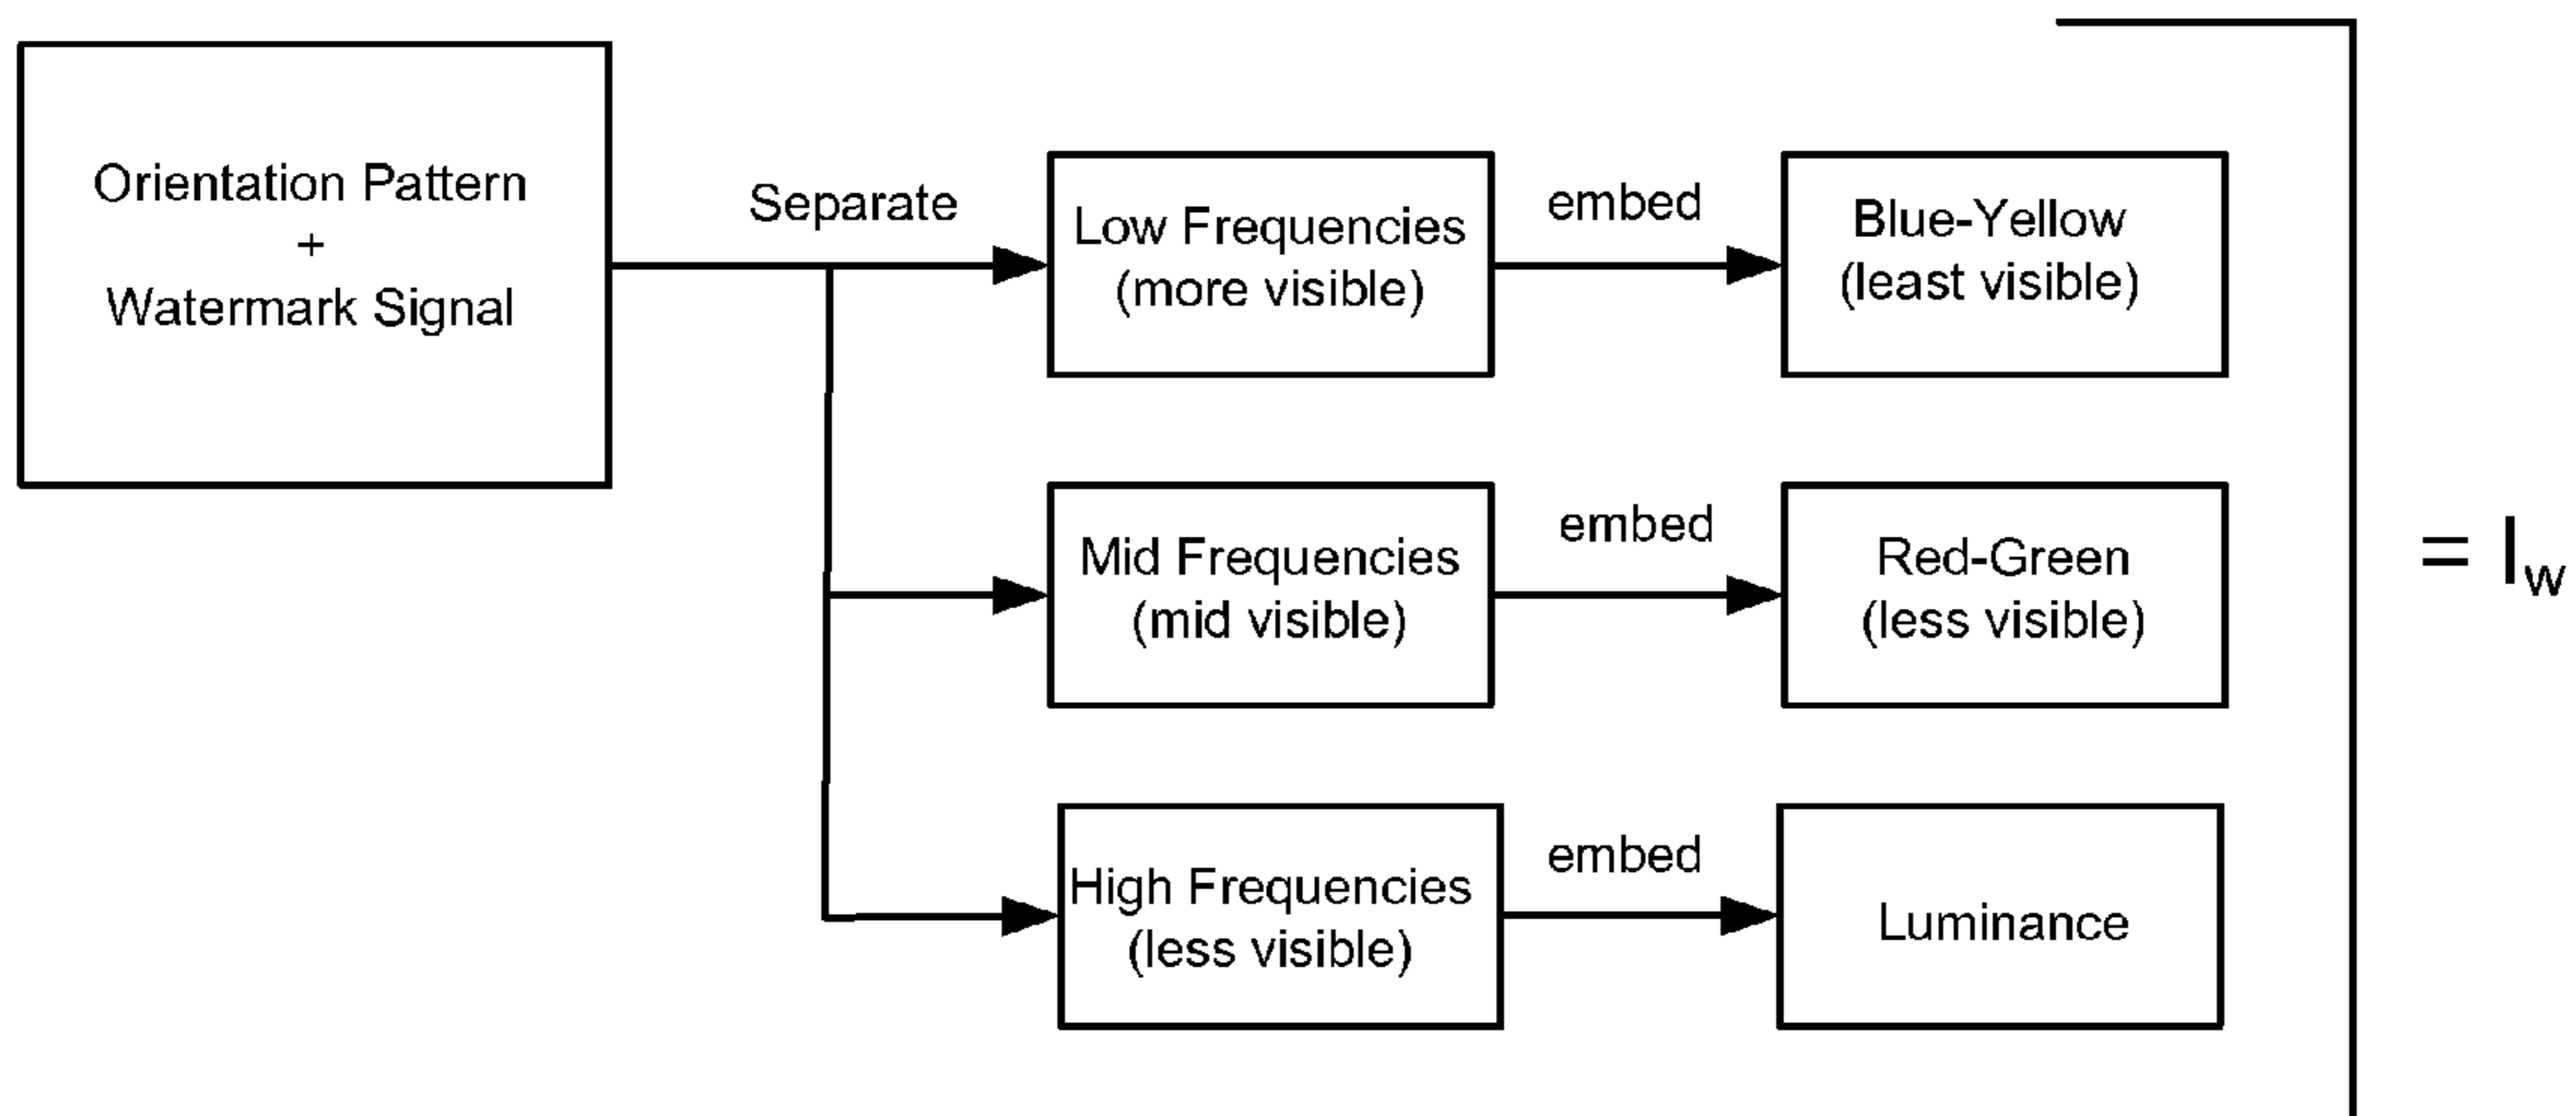 Orientation Pattern
+
Watermark Signal
Separate
Low Frequencies
(more visible)
embed
Blue-Yellow
(least visible)
Mid Frequencies
(mid visible)
embed
Red-Green
(less visible)
High Frequencies
(less visible)
embed
Luminance
= Iw